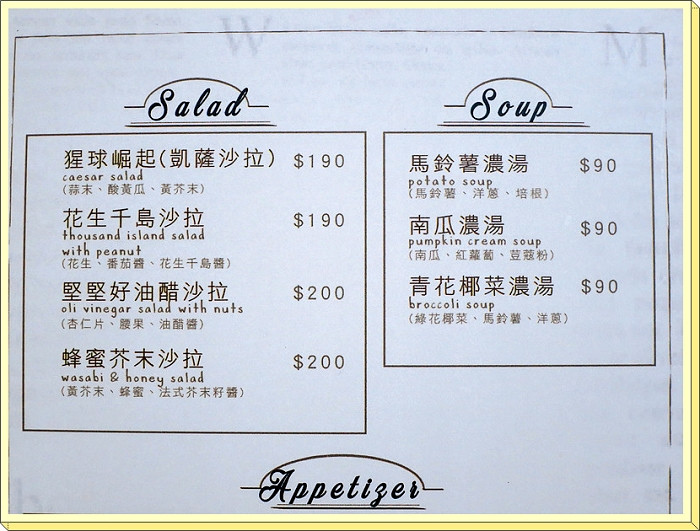 Salad
猩球崛起(凱薩沙拉) $190
caesar salad
(蒜末、酸黃瓜、黃芥末)
花生千島沙拉 $190
thousand island salad
with peanut
(花生、番茄醬、花生千島醬)
堅堅好油醋沙拉 $200
oli vinegar salad with nuts
(杏仁片、腰果、油醋醬)
蜂蜜芥末沙拉 $200
wasabi & honey salad
(黃芥末、蜂蜜、法式芥末籽醬)
Soup
馬鈴薯濃湯 $90
potato soup
(馬鈴薯、洋蔥、培根)
南瓜濃湯 $90
pumpkin cream soup
(南瓜、紅蘿蔔、荳蔻粉)
青花椰菜濃湯 $90
broccoli soup
(綠花椰菜、馬鈴薯、洋蔥)
Appetizer